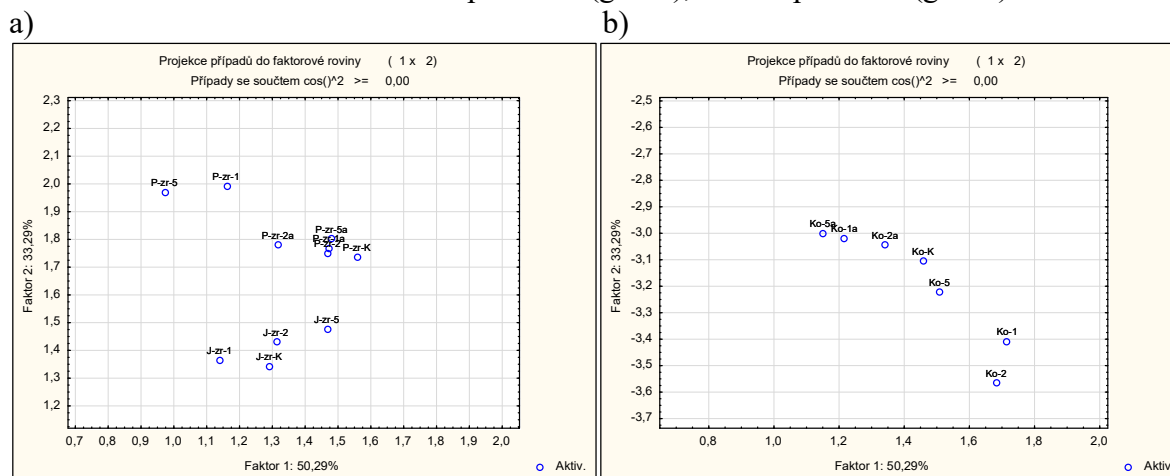 a)
b)
Projekce případů do faktorové roviny ( 1 x 2)
Případy se součtem cos()^2 >= 0,00
2,3
2,2
2,1
2,0
1,9
1,8
1,7
1,6
1,5
1,4
1,3
1,2
Faktor 2: 33,29%
P-zr-5
P-zr-1
P-zr-2a
P-zr-5a
P-zr-2
P-zr-K
J-zr-5
J-zr-2
J-zr-1
J-zr-K
0,7 0,8 0,9 1,0 1,1 1,2 1,3 1,4 1,5 1,6 1,7 1,8 1,9 2,0
Faktor 1: 50,29%
Aktiv.
Projekce případů do faktorové roviny ( 1 x 2)
Případy se součtem cos()^2 >= 0,00
-2,5
-2,6
-2,7
-2,8
-2,9
-3,0
-3,1
-3,2
-3,3
-3,4
-3,5
-3,6
-3,7
Faktor 2: 33,29%
Ko-5a
Ko-1a
Ko-2a
Ko-K
Ko-5
Ko-1
Ko-2
0,8 1,0 1,2 1,4 1,6 1,8 2,0
Faktor 1: 50,29%
Aktiv.